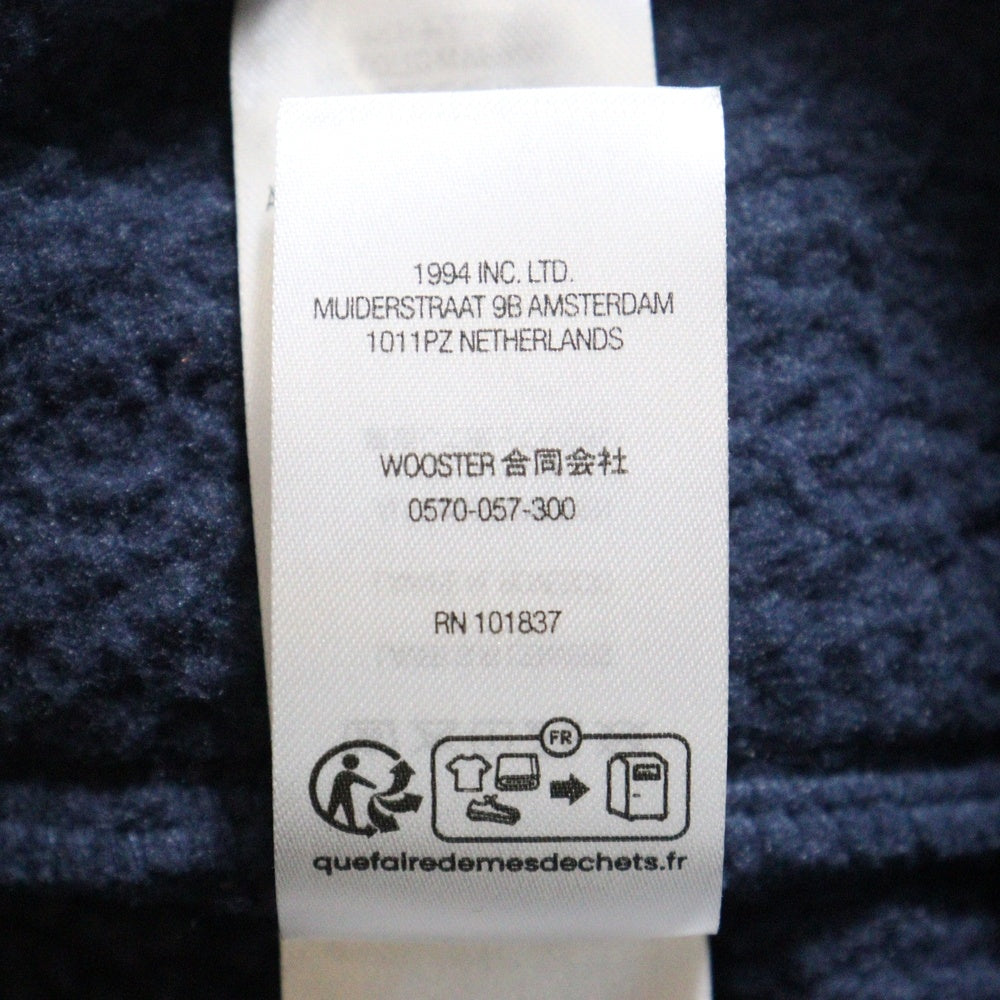 1994 INC. LTD.
MUIDERSTRAAT 9B AMSTERDAM
1011PZ NETHERLANDS
WOOSTER 合同会社
0570-057-300
RN 101837
FR
quefairedemesdechets.fr